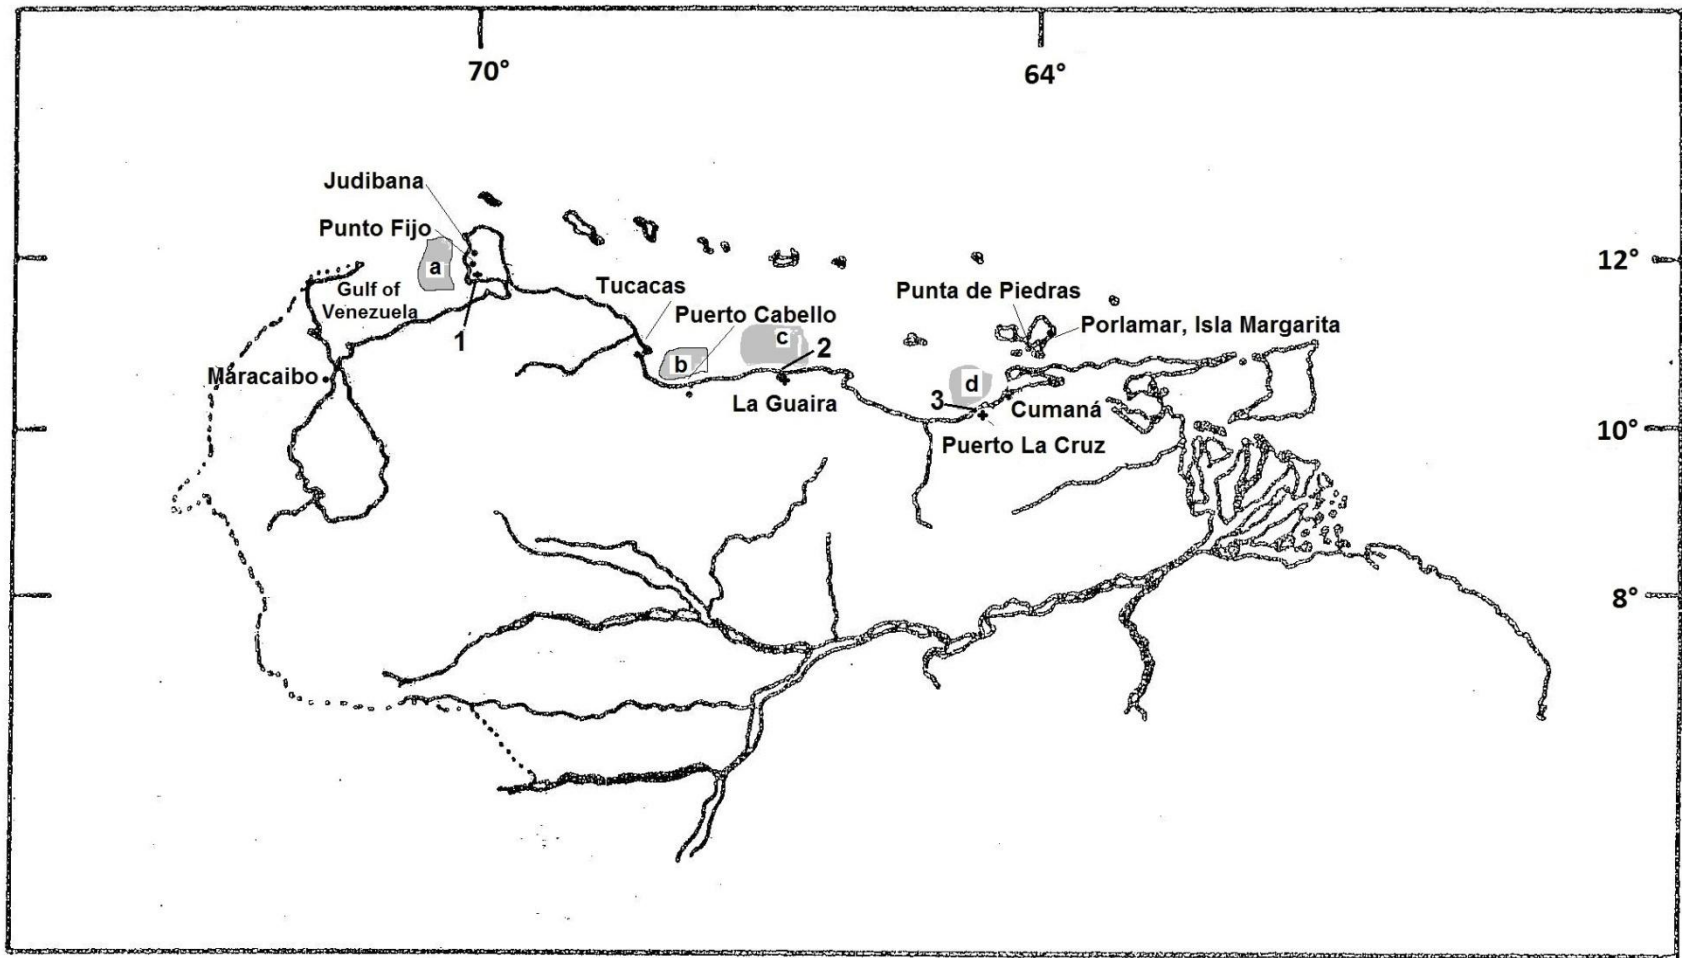 70°
64°
Judibana
Punto Fijo
a
12°
Gulf of
Venezuela
1
Tucacas
Puerto Cabello
b
c
2
La Guaira
Punta de Piedras
Porlamar, Isla Margarita
Maracaibo
d
3
Cumaná
Puerto La Cruz
10°
8°